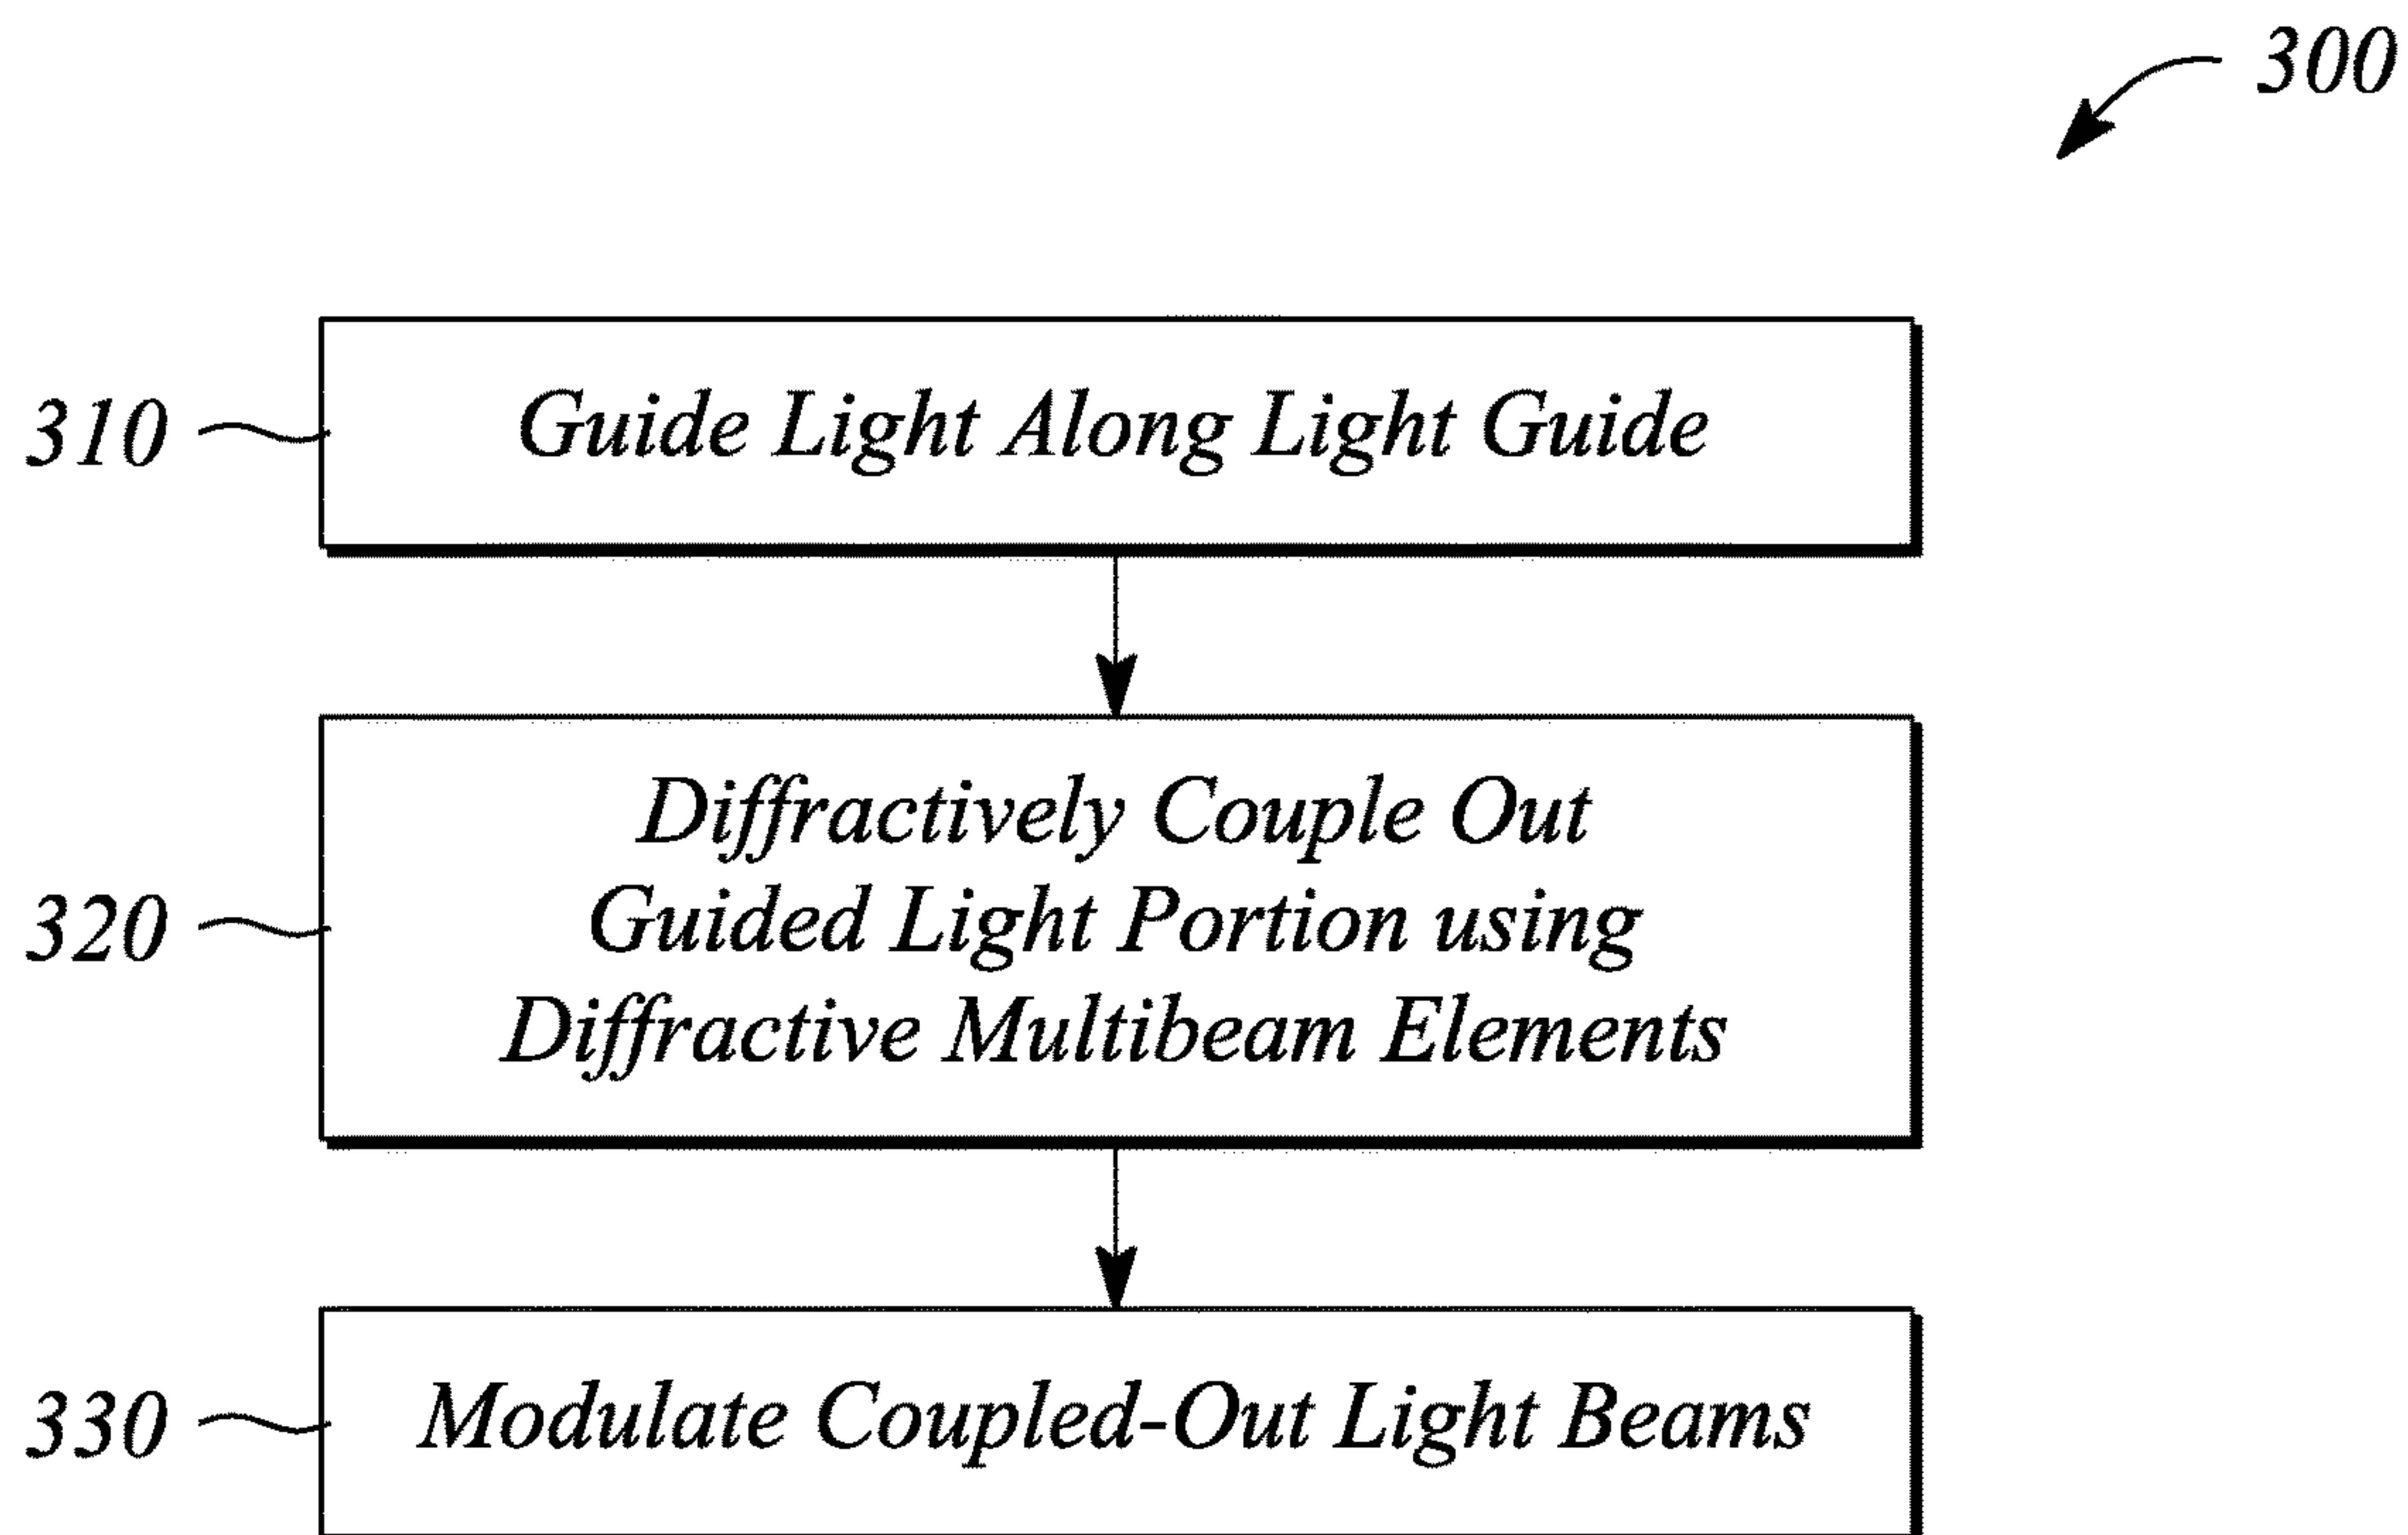 300
310
Guide Light Along Light Guide
320
Diffractively Couple Out
Guided Light Portion using
Diffractive Multibeam Elements
330
Modulate Coupled-Out Light Beams